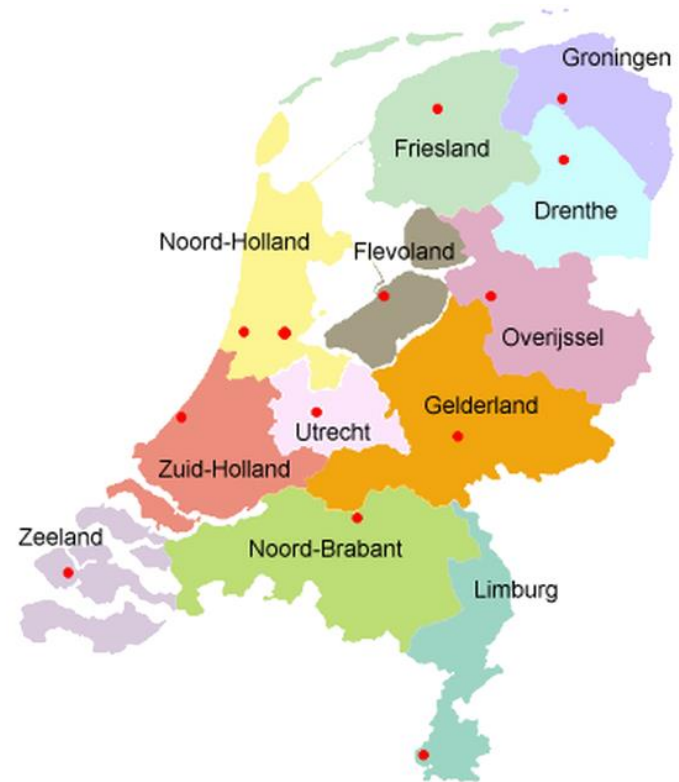 Groningen
Friesland
Drenthe
Noord-Holland
Flevoland
Overijssel
Gelderland
Utrecht
Zuid-Holland
Zeeland
Noord-Brabant
Limburg